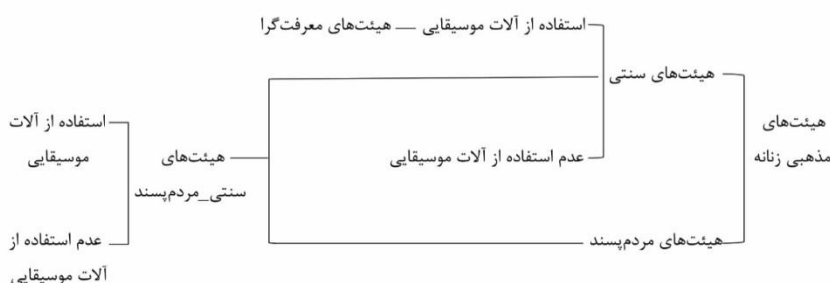 استفاده از آلات موسیقایی
هیئت‌های معرفت‌گرا
هیئت‌های سنتی
هیئت‌های
مذهبی زنانه
عدم استفاده از آلات موسیقایی
هیئت‌های مردم‌پسند
هیئت‌های
سنتی_مردم‌پسند
استفاده از آلات
موسیقایی
عدم استفاده از
آلات موسیقایی